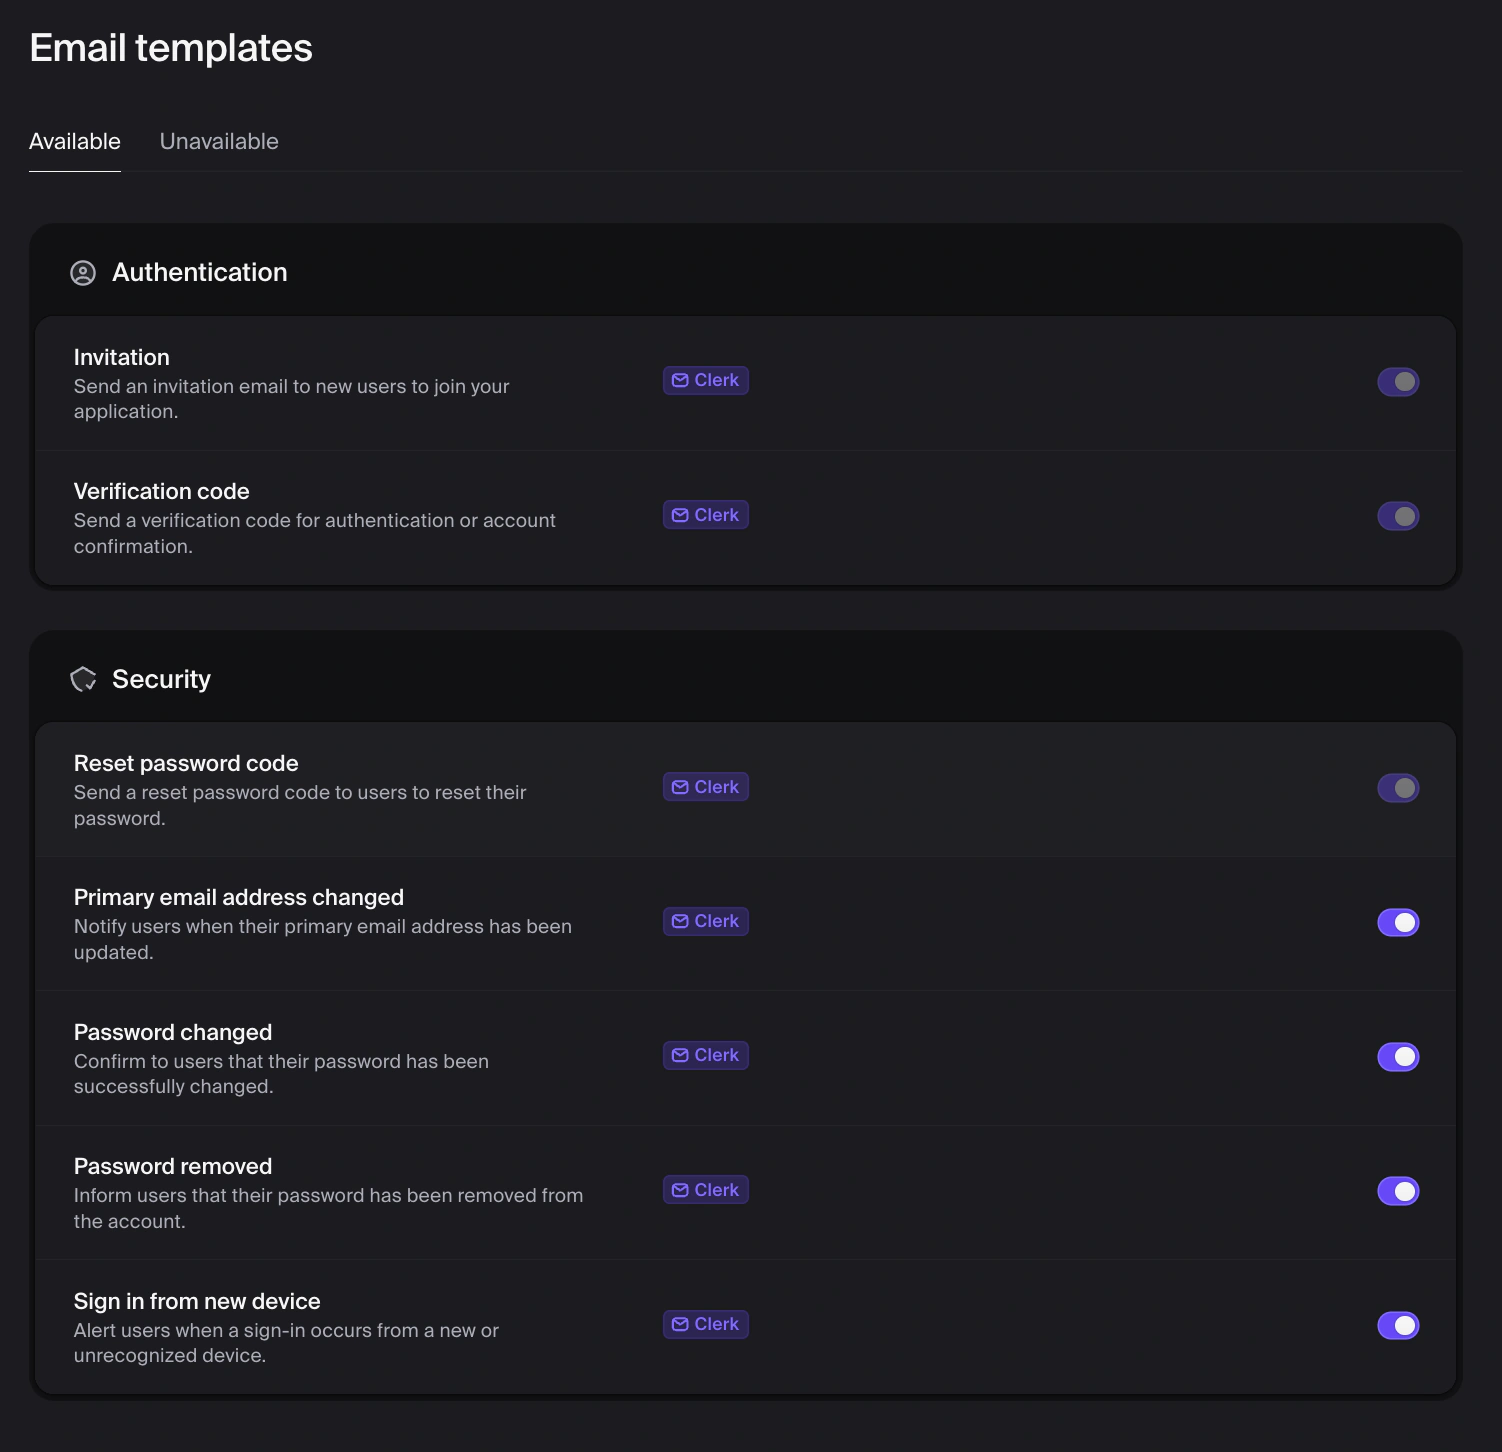 Email templates
Available
Unavailable
Authentication
Invitation
Send an invitation email to new users to join your
application.
Clerk
Verification code
Send a verification code for authentication or account
confirmation.
Clerk
Security
Reset password code
Send a reset password code to users to reset their
password.
Clerk
Primary email address changed
Notify users when their primary email address has been
updated.
Clerk
Password changed
Confirm to users that their password has been
successfully changed.
Clerk
Password removed
Inform users that their password has been removed from
the account.
Clerk
Sign in from new device
Alert users when a sign-in occurs from a new or
unrecognized device.
Clerk